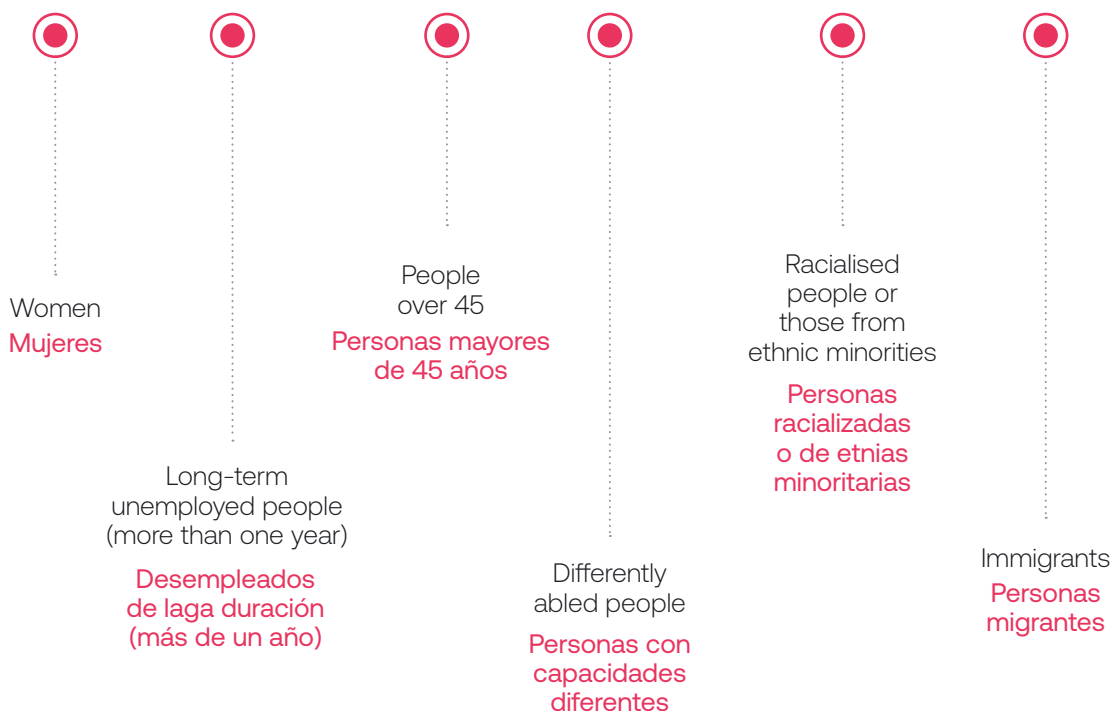 Women
Mujeres
Long-term
unemployed people
(more than one year)
Desempleados
de laga duración
(más de un año)
People
over 45
Personas mayores
de 45 años
Differently
abled people
Personas con
capacidades
diferentes
Racialised
people or
those from
ethnic minorities
Personas
racializadas
o de etnias
minoritarias
Immigrants
Personas
migrantes